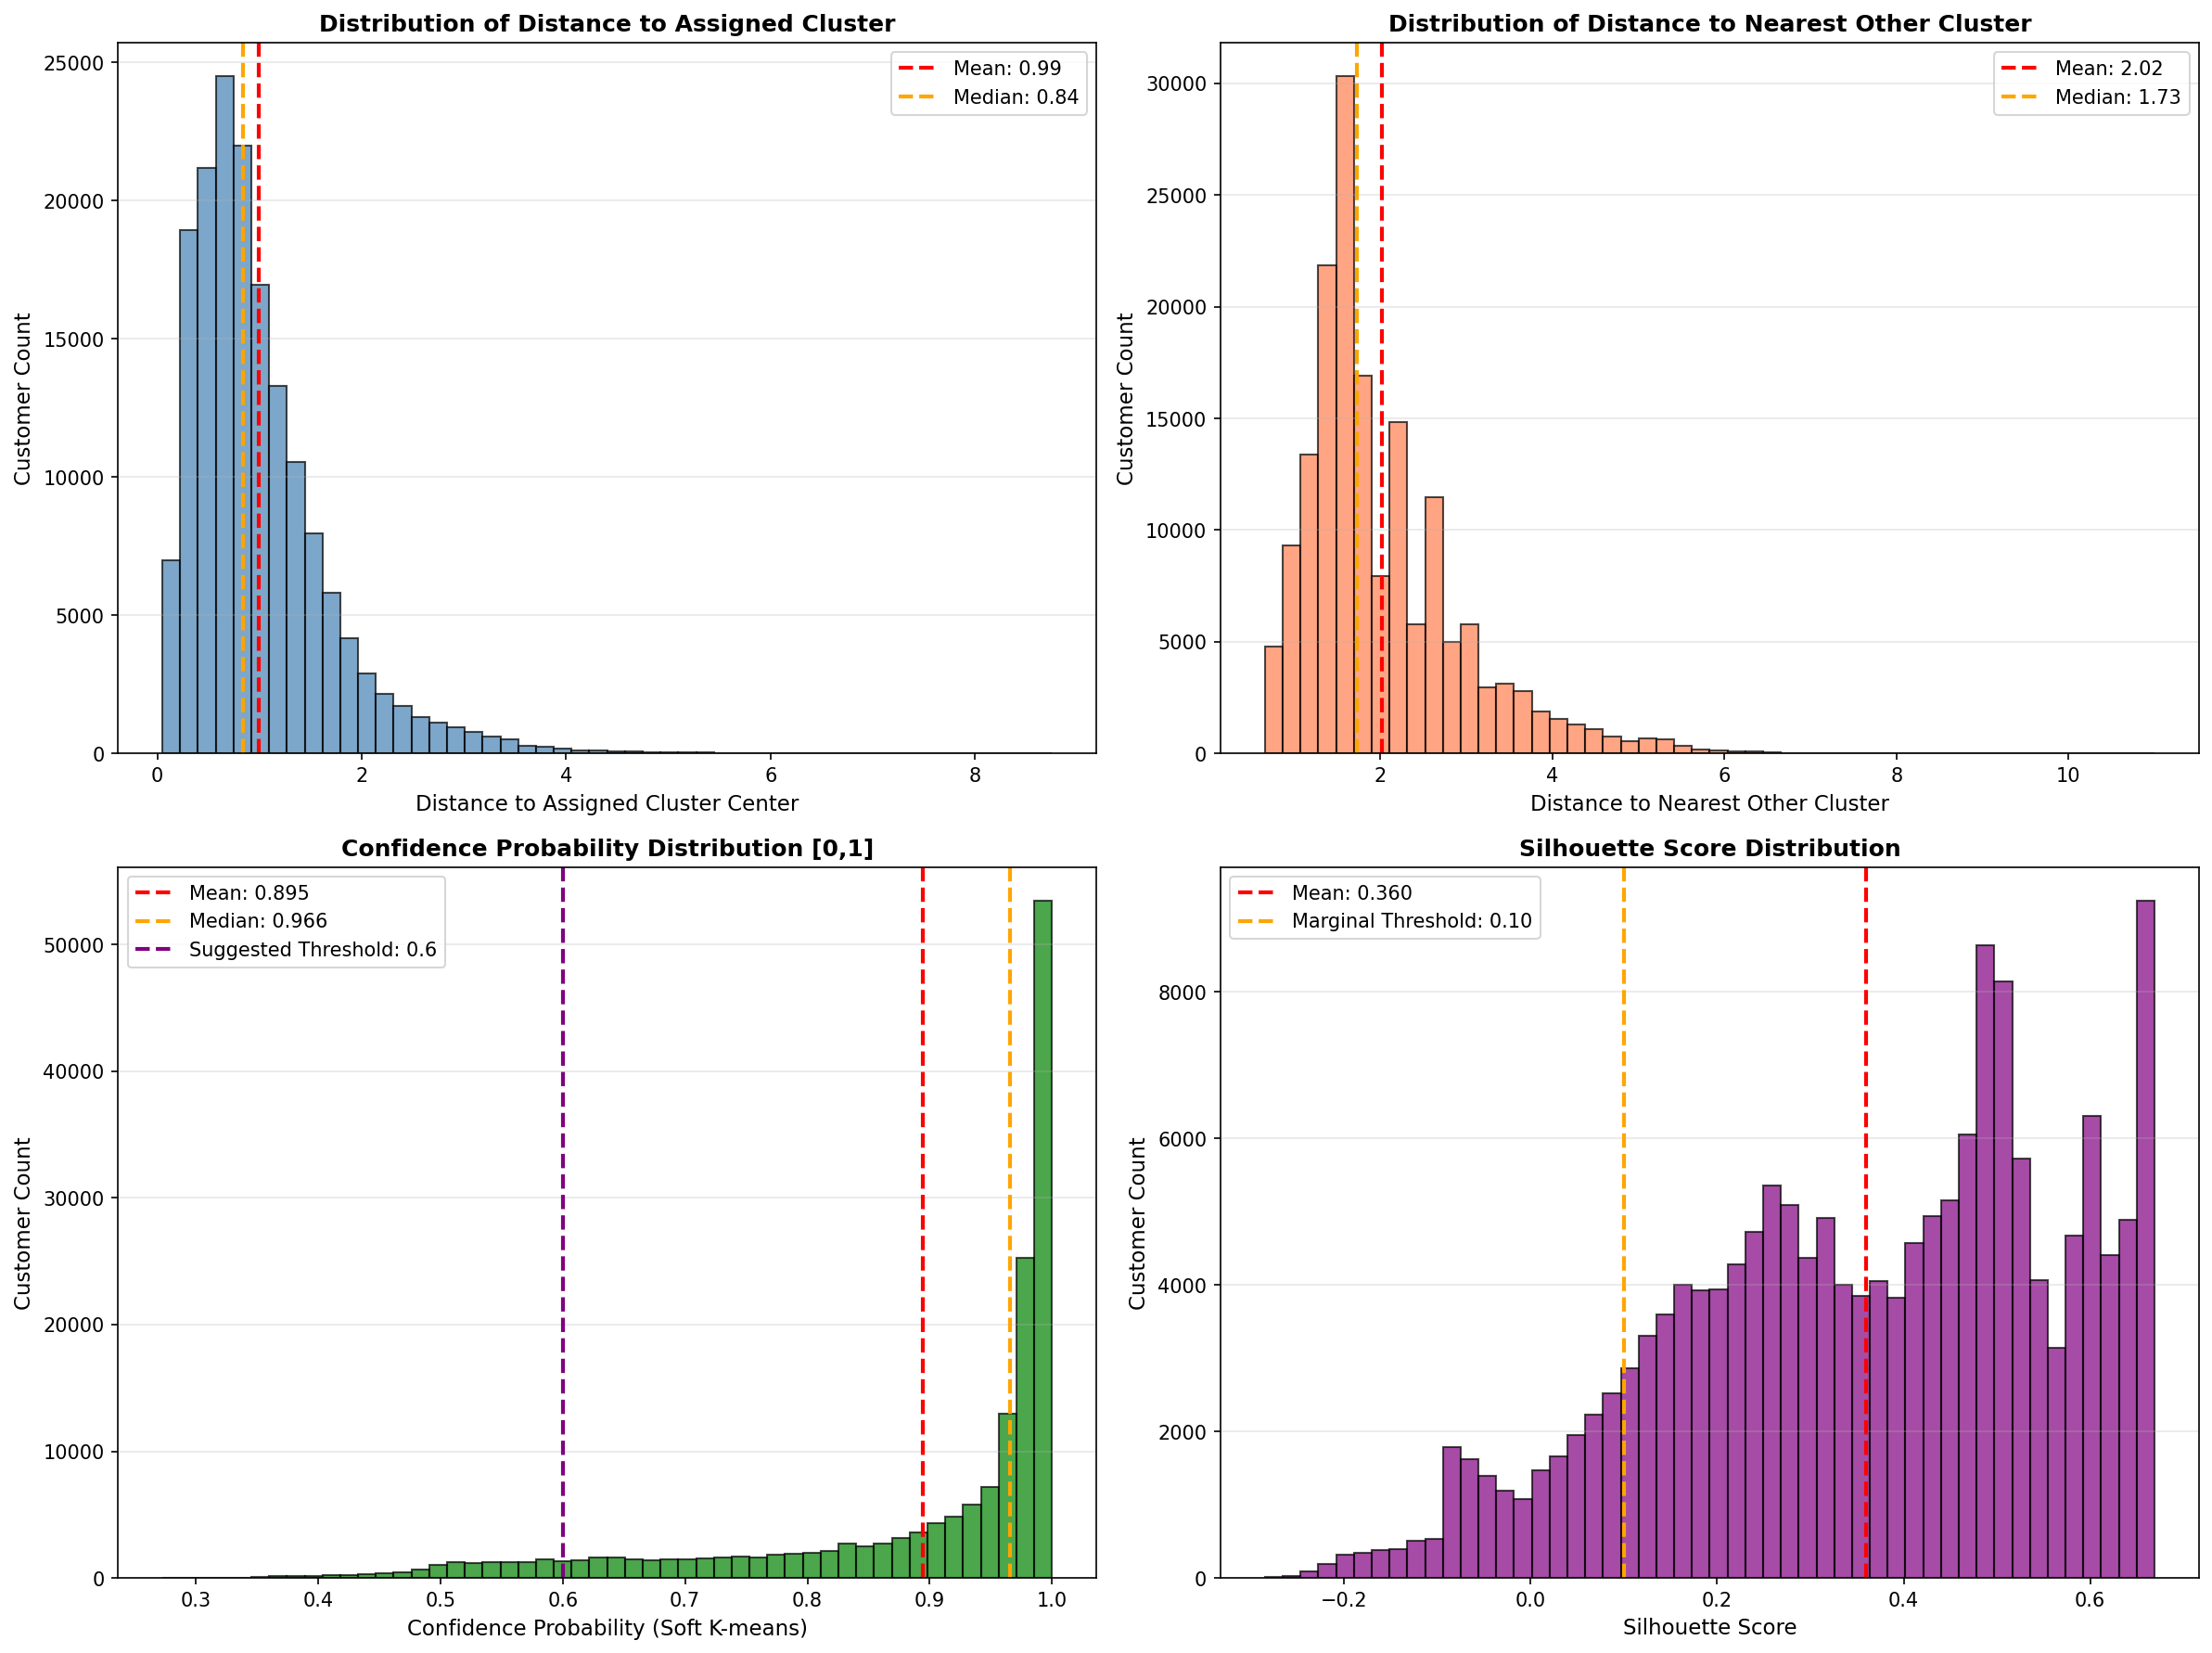 Distribution of Distance to Assigned Cluster
Customer Count
25000
20000
15000
10000
5000
0
Mean: 0.99
Median: 0.84
0 2 4 6 8
Distance to Assigned Cluster Center
Distribution of Distance to Nearest Other Cluster
Customer Count
30000
25000
20000
15000
10000
5000
0
Mean: 2.02
Median: 1.73
2 4 6 8 10
Distance to Nearest Other Cluster
Confidence Probability Distribution [0,1]
Customer Count
50000
40000
30000
20000
10000
0
Mean: 0.895
Median: 0.966
Suggested Threshold: 0.6
0.3 0.4 0.5 0.6 0.7 0.8 0.9 1.0
Confidence Probability (Soft K-means)
Silhouette Score Distribution
Customer Count
8000
6000
4000
2000
0
Mean: 0.360
Marginal Threshold: 0.10
−0.2 0.0 0.2 0.4 0.6
Silhouette Score